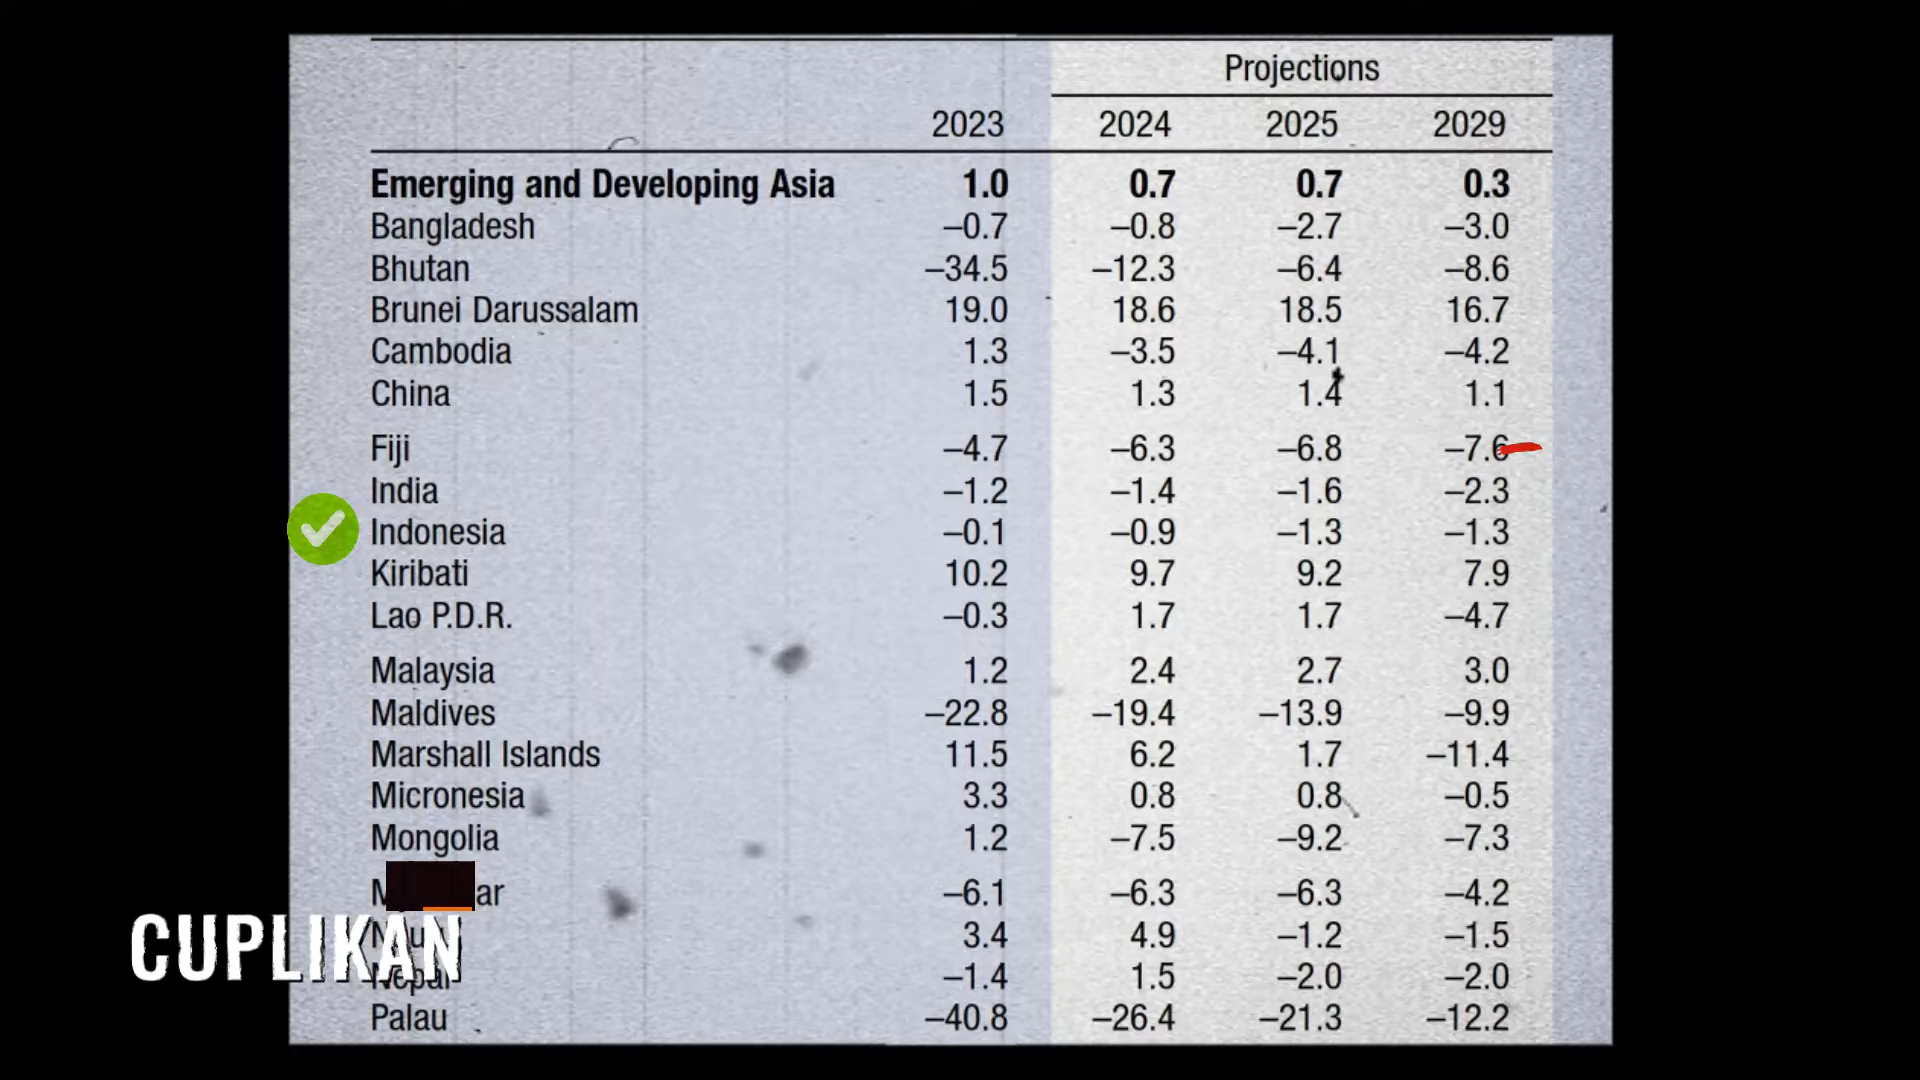 Projections
2023 2024 2025 2029
Emerging and Developing Asia 1.0 0.7 0.7 0.3
Bangladesh –0.7 –0.8 –2.7 –3.0
Bhutan –34.5 –12.3 –6.4 –8.6
Brunei Darussalam 19.0 18.6 18.5 16.7
Cambodia 1.3 –3.5 –4.1 –4.2
China 1.5 1.3 1.4 1.1
Fiji –4.7 –6.3 –6.8 –7.6
India –1.2 –1.4 –1.6 –2.3
Indonesia –0.1 –0.9 –1.3 –1.3
Kiribati 10.2 9.7 9.2 7.9
Lao P.D.R. –0.3 1.7 1.7 –4.7
Malaysia 1.2 2.4 2.7 3.0
Maldives –22.8 –19.4 –13.9 –9.9
Marshall Islands 11.5 6.2 1.7 –11.4
Micronesia 3.3 0.8 0.8 –0.5
Mongolia 1.2 –7.5 –9.2 –7.3
–6.1 –6.3 –6.3 –4.2
3.4 4.9 –1.2 –1.5
CUPLIKAN
Nepal –1.4 1.5 –2.0 –2.0
Palau –40.8 –26.4 –21.3 –12.2